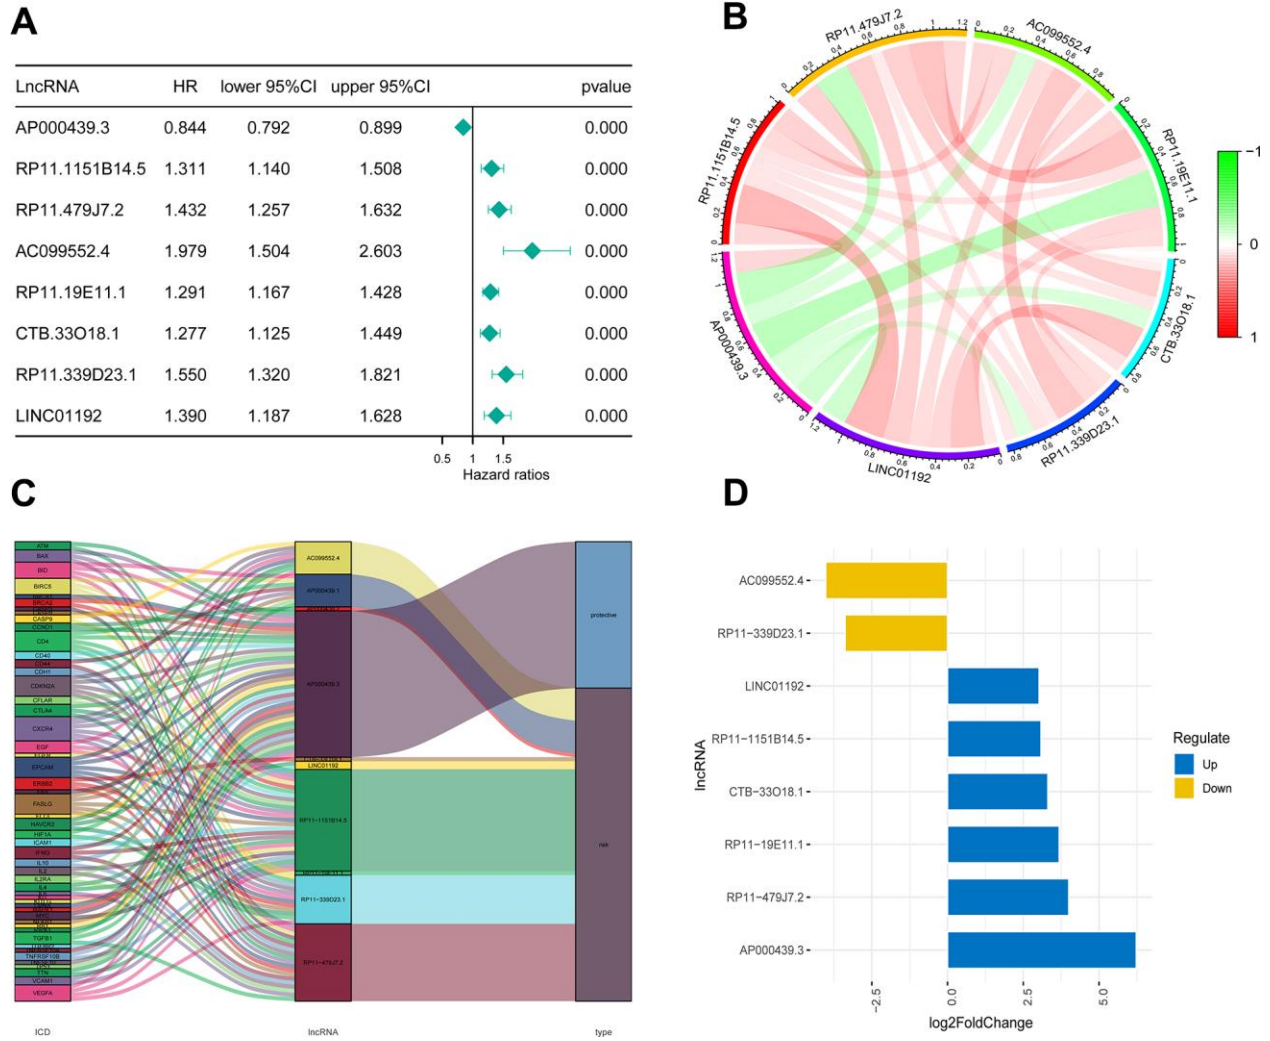 A
LncRNA HR lower 95%CI upper 95%CI pvalue
AP000439.3 0.844 0.792 0.899 0.000
RP11.1151B14.5 1.311 1.140 1.508 0.000
RP11.479J7.2 1.432 1.257 1.632 0.000
AC099552.4 1.979 1.504 2.603 0.000
RP11.19E11.1 1.291 1.167 1.428 0.000
CTB.33O18.1 1.277 1.125 1.449 0.000
RP11.339D23.1 1.550 1.320 1.821 0.000
LINC01192 1.390 1.187 1.628 0.000
0.5 1 1.5
Hazard ratios
B
RP11.479J7.2
AC099552.4
RP11.19E11.1
CTB.33O18.1
RP11.339D23.1
LINC01192
AP000439.3
RP11.1151B14.5
−1
0
1
C
ATM
BAX
BID
BIRC5
BRCA2
CASP9
CCND1
CD4
CD40
CD44
CDH1
CDKN2A
CFLAR
CTLA4
CXCR4
EGF
EPCAM
ERBB2
FASLG
HAVCR2
HIF1A
ICAM1
IFNG
IL10
IL2
IL2RA
IL4
MYC
TGFB1
TNFRSF10B
TTN
VCAM1
VEGFA
AC099552.4
AP000439.1
AP000439.3
LINC01192
RP11−1151B14.5
RP11−339D23.1
RP11−479J7.2
protective
risk
ICD lncRNA type
D
AC099552.4
RP11−339D23.1
LINC01192
RP11−1151B14.5
CTB−33O18.1
RP11−19E11.1
RP11−479J7.2
AP000439.3
lncRNA
−2.5 0.0 2.5 5.0
log2FoldChange
Regulate
Up
Down